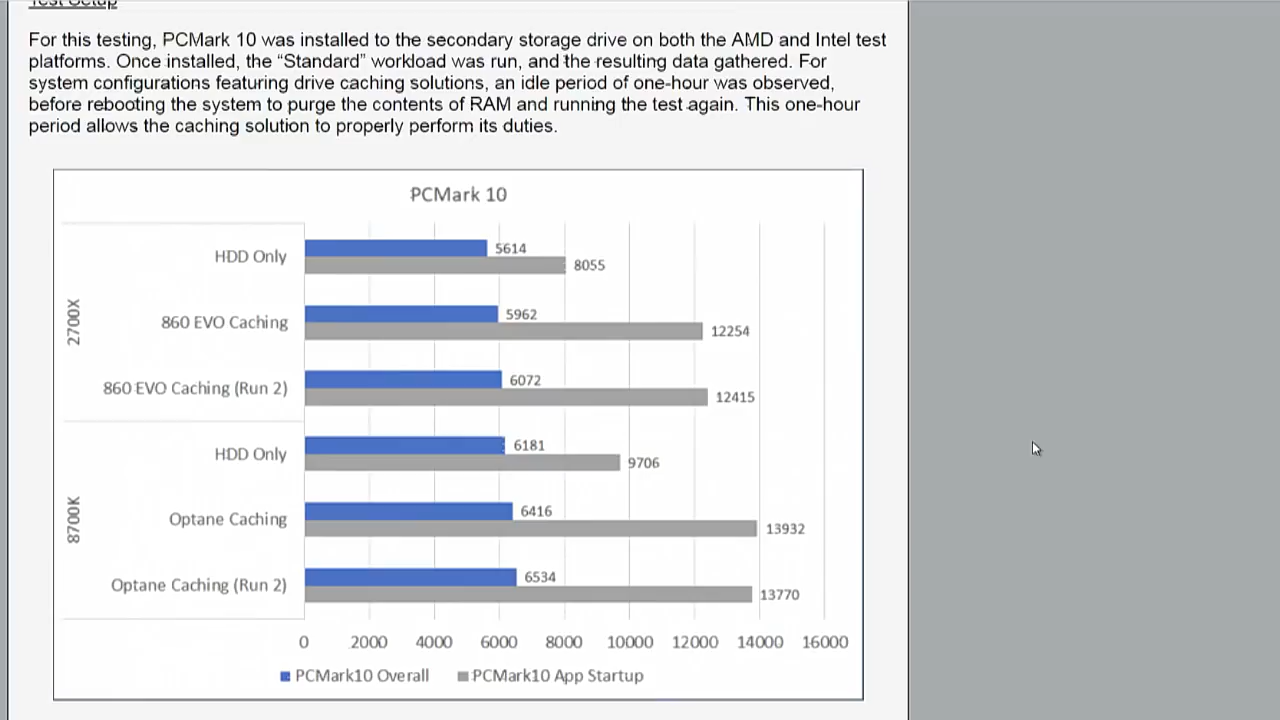 Test Setup
For this testing, PCMark 10 was installed to the secondary storage drive on both the AMD and Intel test
platforms. Once installed, the “Standard” workload was run, and the resulting data gathered. For
system configurations featuring drive caching solutions, an idle period of one-hour was observed,
before rebooting the system to purge the contents of RAM and running the test again. This one-hour
period allows the caching solution to properly perform its duties.
PCMark 10
2700X
HDD Only
5614
8055
860 EVO Caching
5962
12254
860 EVO Caching (Run 2)
6072
12415
8700K
HDD Only
6181
9706
Optane Caching
6416
13932
Optane Caching (Run 2)
6534
13770
0 2000 4000 6000 8000 10000 12000 14000 16000
PCMark10 Overall PCMark10 App Startup